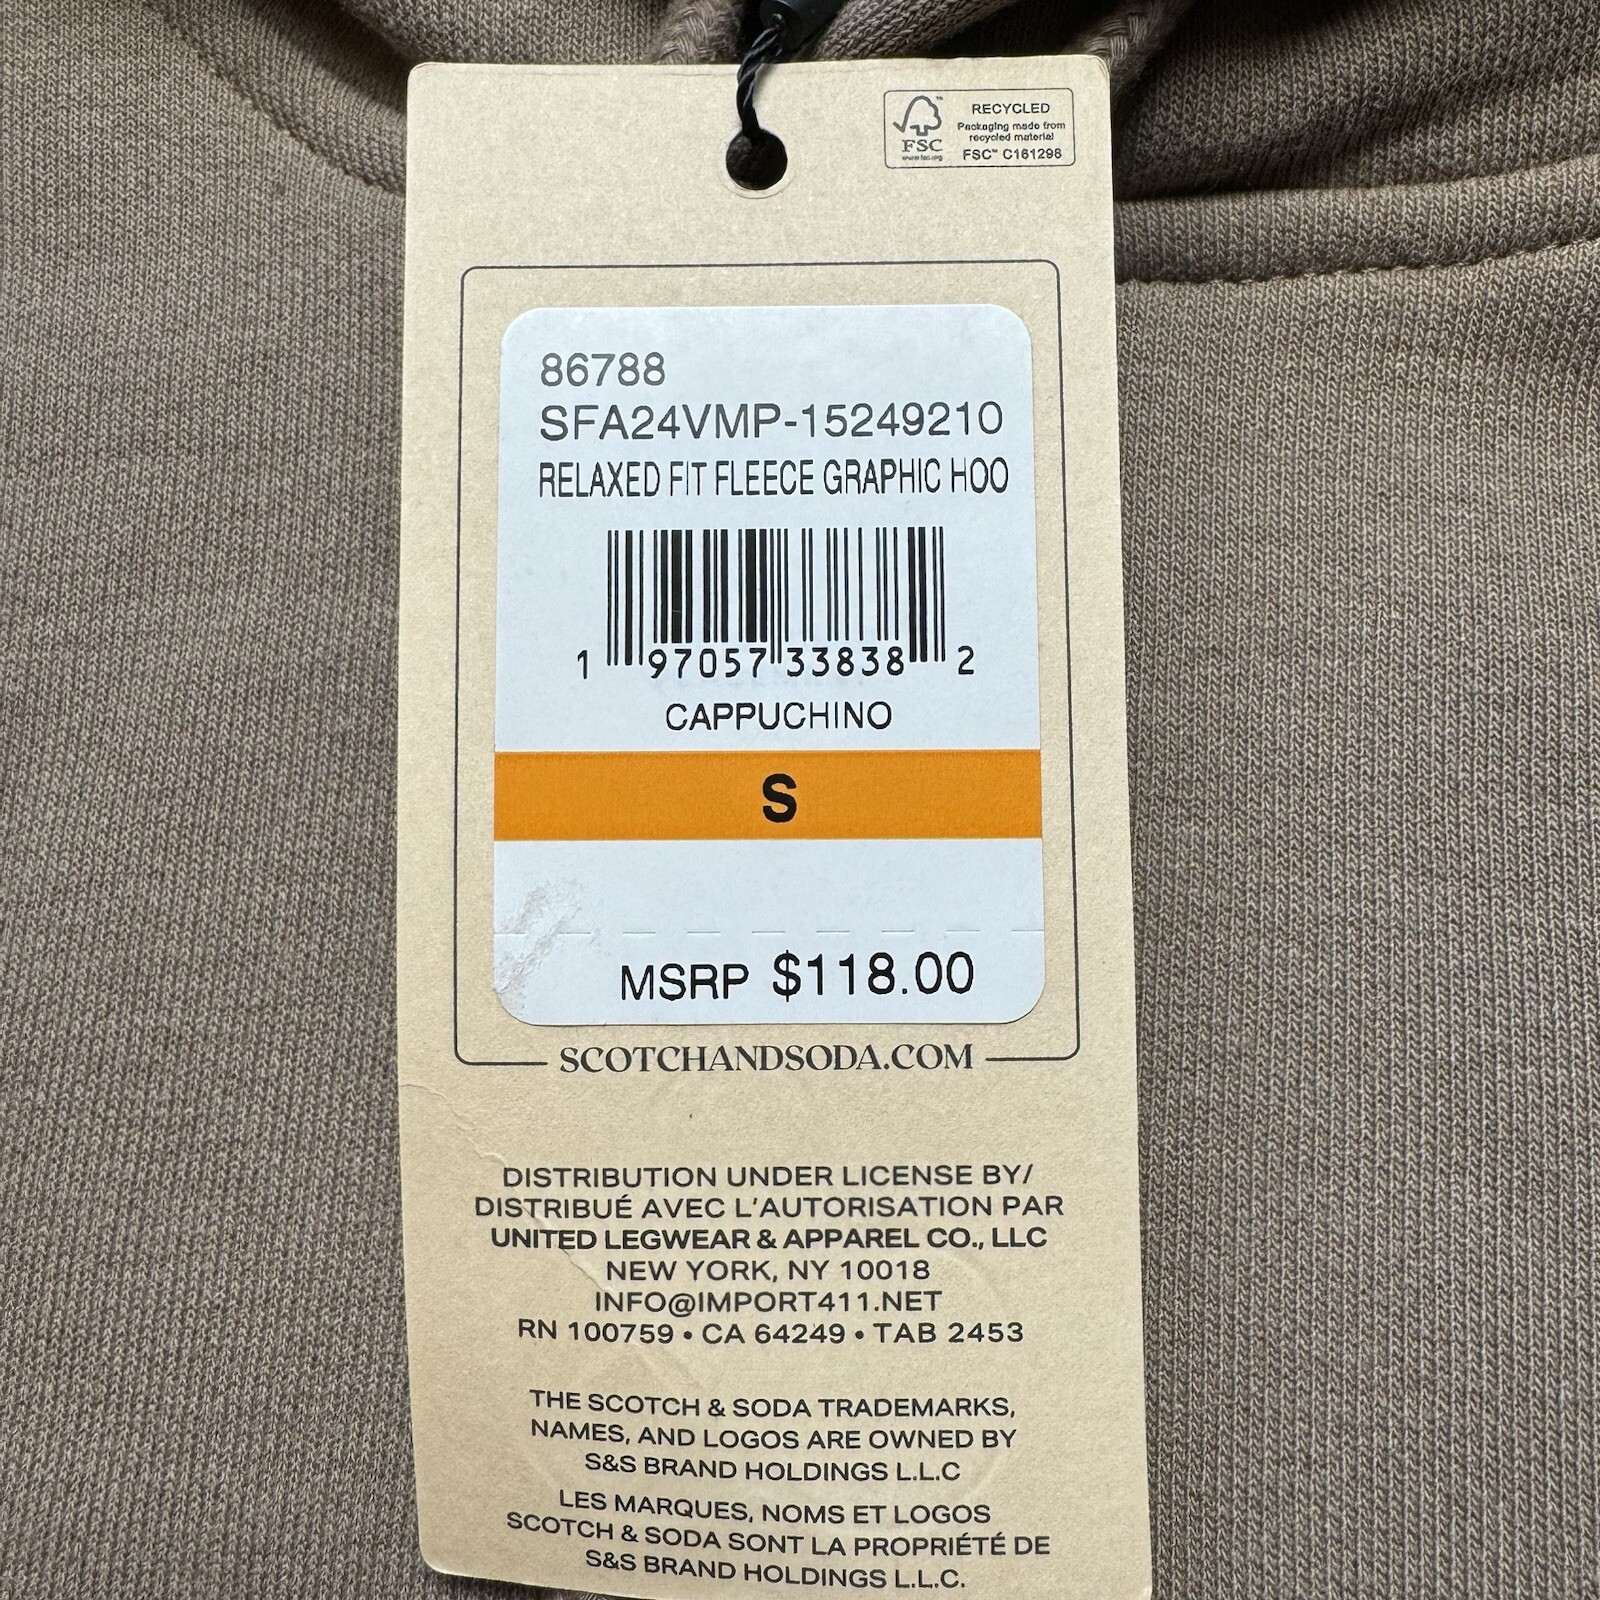 FSC
www.fsc.org
RECYCLED
Packaging made from
recycled material
FSC™ C161298
86788
SFA24VMP-15249210
RELAXED FIT FLEECE GRAPHIC HOO
1 97057 33838 2
CAPPUCHINO
S
MSRP $118.00
SCOTCHANDSODA.COM
DISTRIBUTION UNDER LICENSE BY/
DISTRIBUÉ AVEC L'AUTORISATION PAR
UNITED LEGWEAR & APPAREL CO., LLC
NEW YORK, NY 10018
INFO@IMPORT411.NET
RN 100759 • CA 64249 • TAB 2453
THE SCOTCH & SODA TRADEMARKS,
NAMES, AND LOGOS ARE OWNED BY
S&S BRAND HOLDINGS L.L.C
LES MARQUES, NOMS ET LOGOS
SCOTCH & SODA SONT LA PROPRIÉTÉ DE
S&S BRAND HOLDINGS L.L.C.